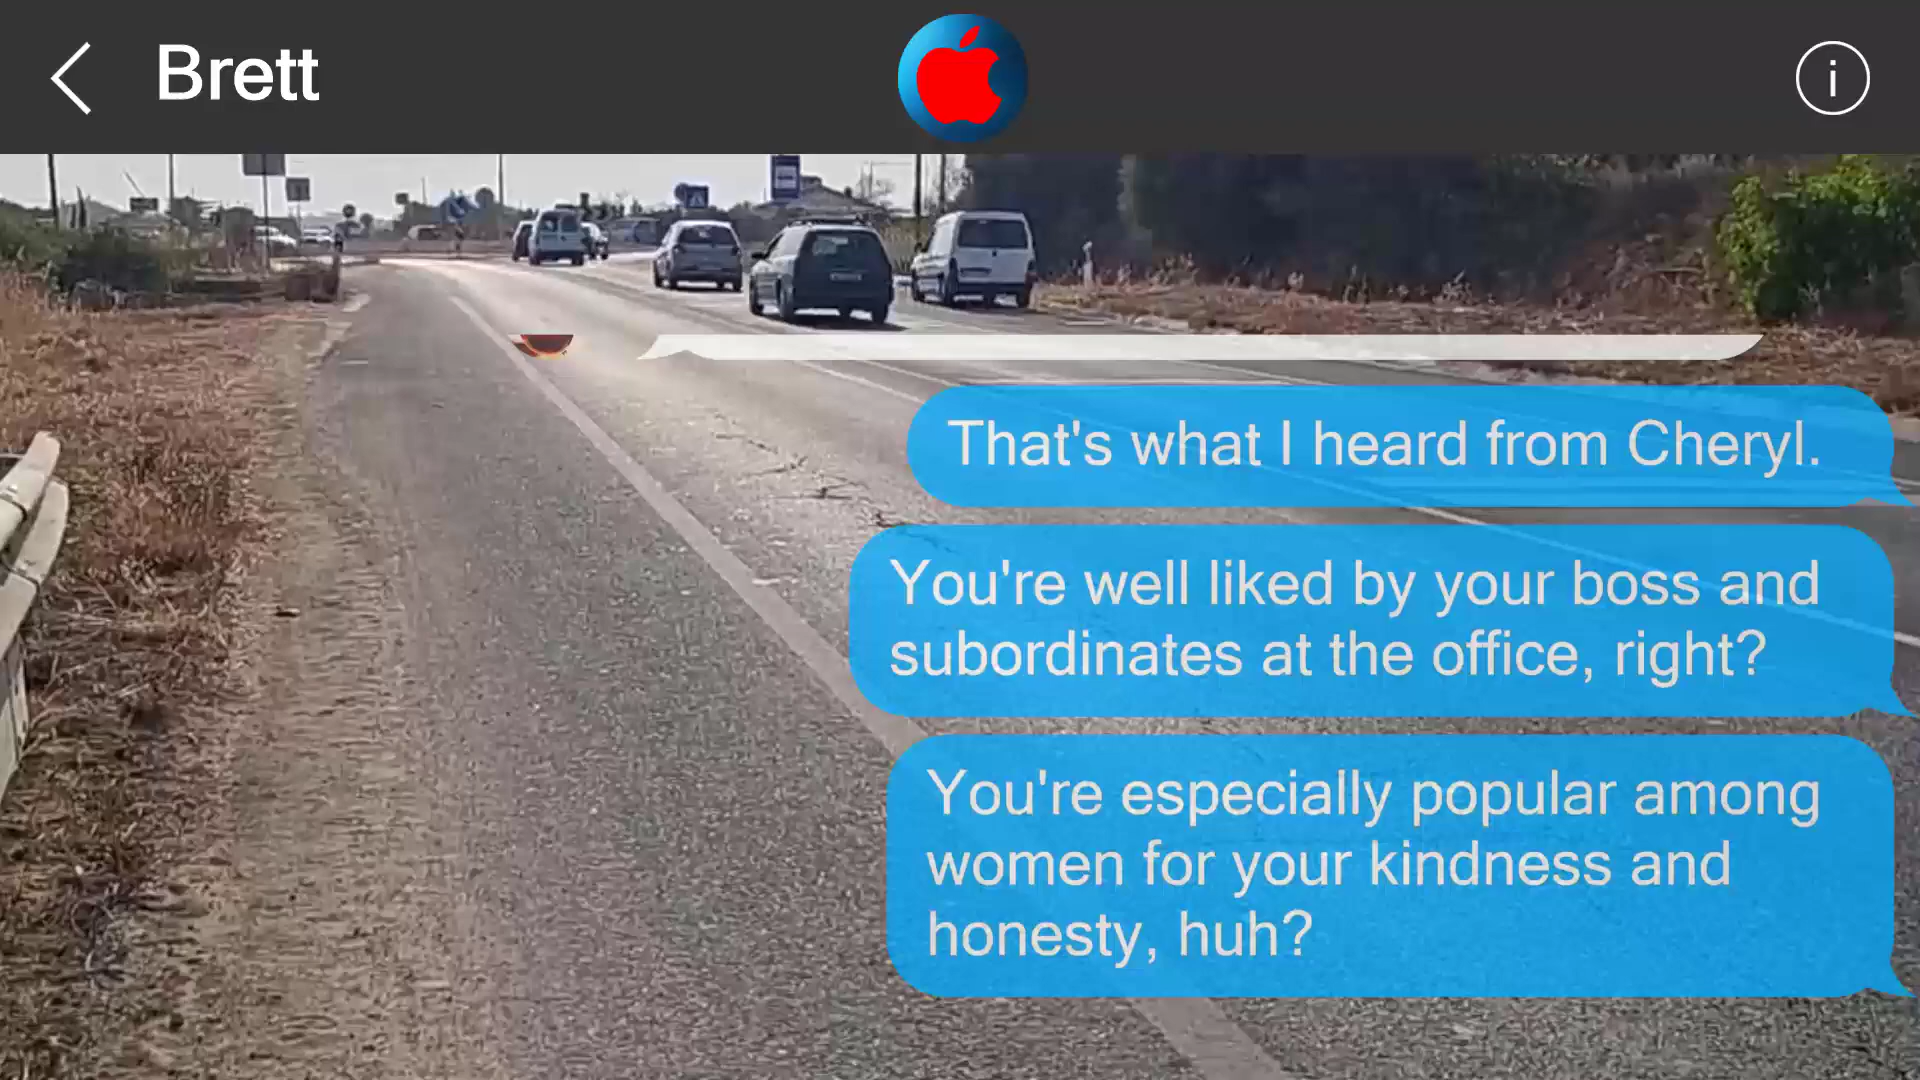 Brett
That's what I heard from Cheryl.
You're well liked by your boss and
subordinates at the office, right?
You're especially popular among
women for your kindness and
honesty, huh?